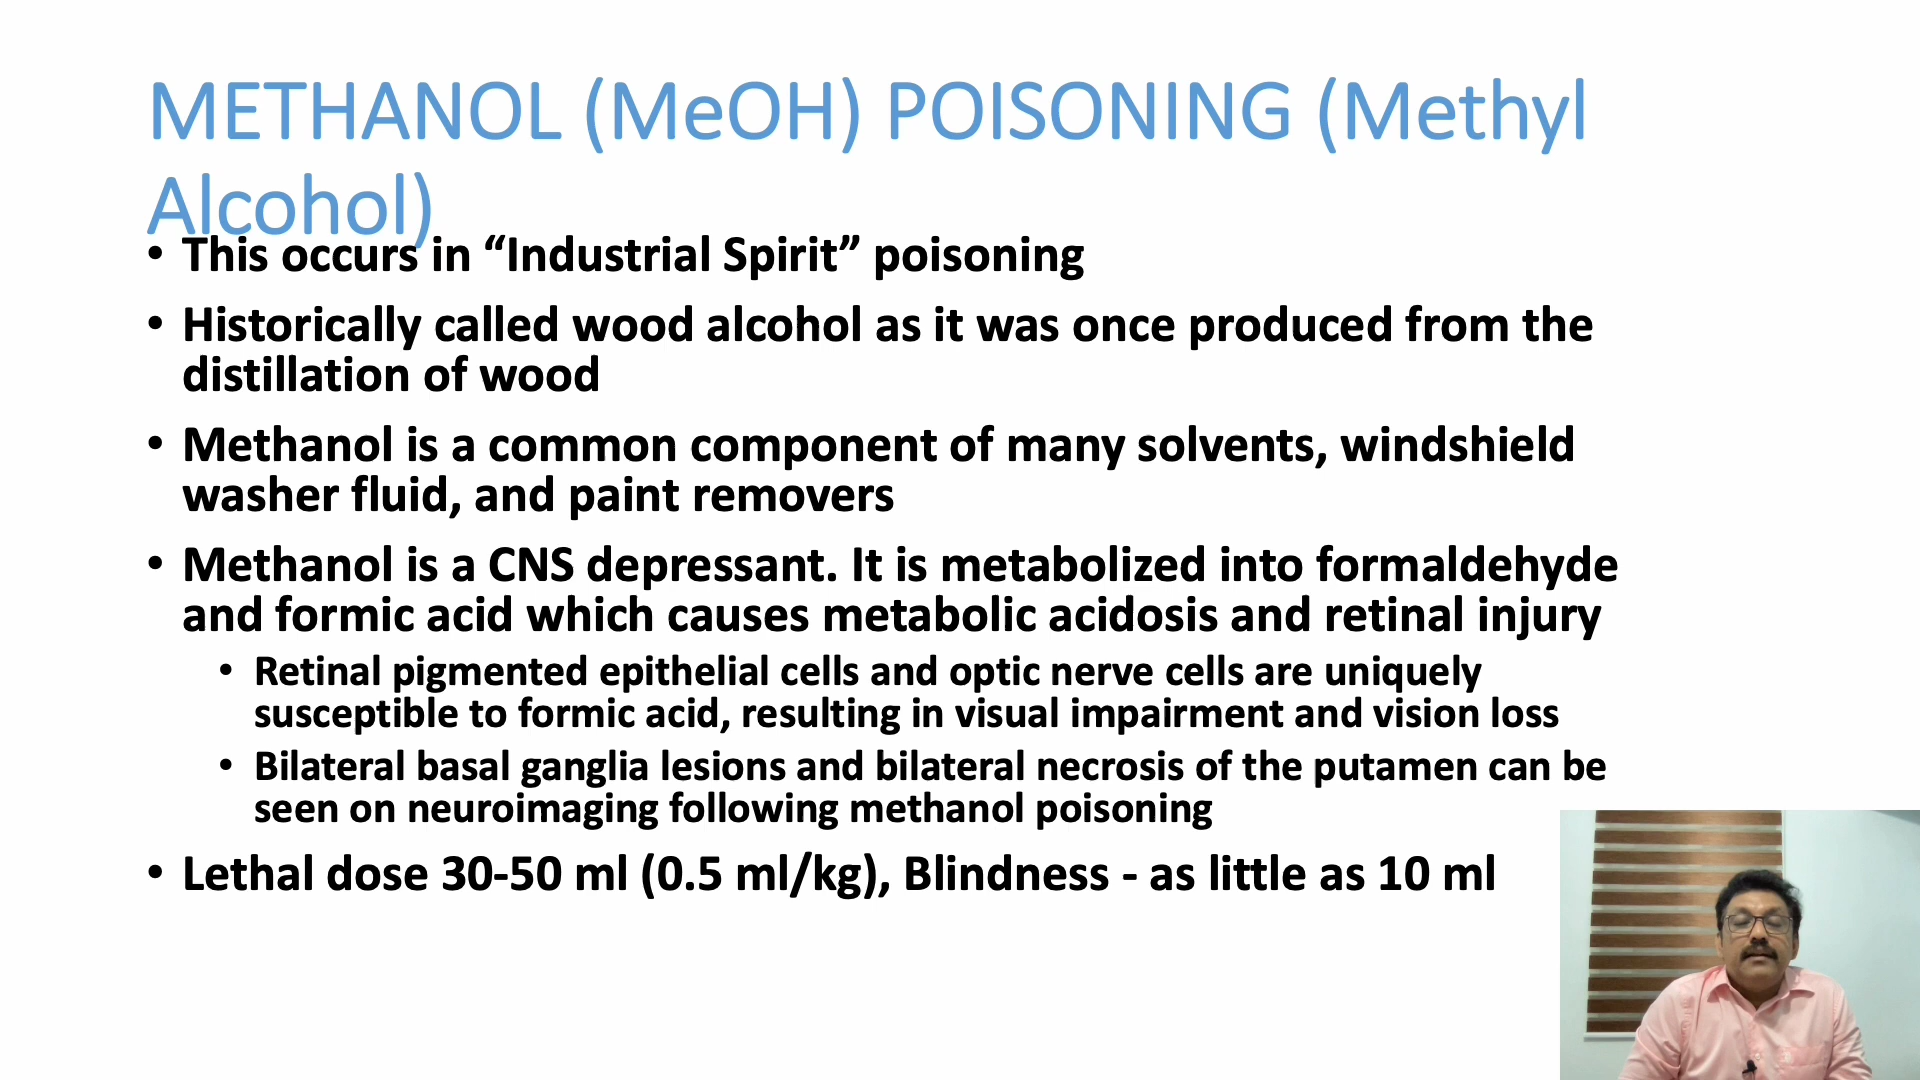 METHANOL (MeOH) POISONING (Methyl
Alcohol)
• This occurs in “Industrial Spirit” poisoning
• Historically called wood alcohol as it was once produced from the
distillation of wood
• Methanol is a common component of many solvents, windshield
washer fluid, and paint removers
• Methanol is a CNS depressant. It is metabolized into formaldehyde
and formic acid which causes metabolic acidosis and retinal injury
• Retinal pigmented epithelial cells and optic nerve cells are uniquely
susceptible to formic acid, resulting in visual impairment and vision loss
• Bilateral basal ganglia lesions and bilateral necrosis of the putamen can be
seen on neuroimaging following methanol poisoning
• Lethal dose 30-50 ml (0.5 ml/kg), Blindness - as little as 10 ml